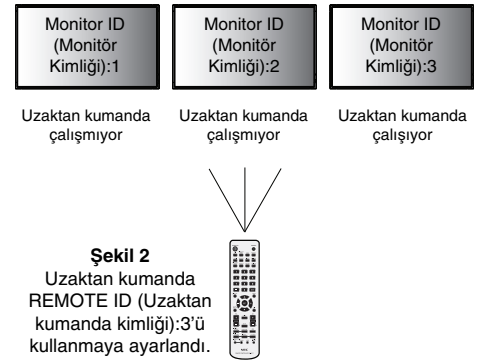 Monitor ID
(Monitör
Kimliği):1
Monitor ID
(Monitör
Kimliği):2
Monitor ID
(Monitör
Kimliği):3
Uzaktan kumanda
çalışmıyor
Uzaktan kumanda
çalışmıyor
Uzaktan kumanda
çalışıyor
Şekil 2
Uzaktan kumanda
REMOTE ID (Uzaktan
kumanda kimliği):3'ü
kullanmaya ayarlandı.